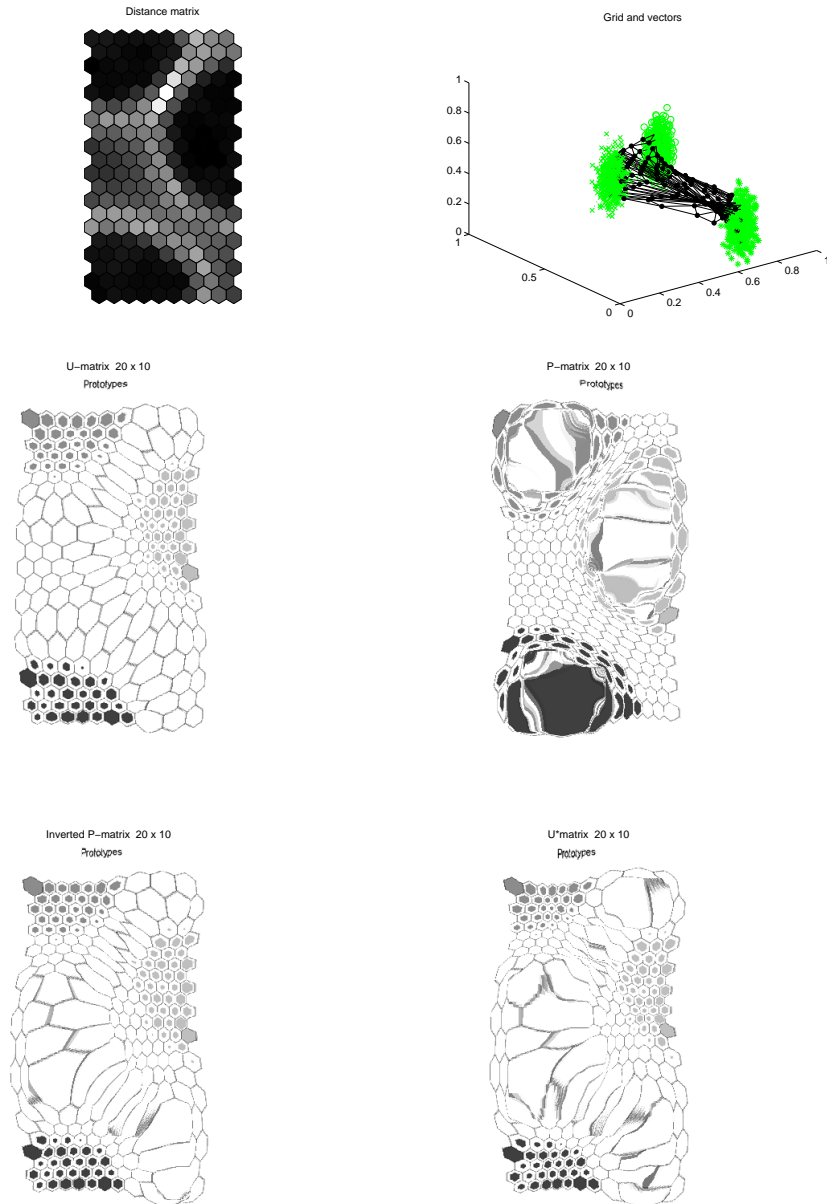 Distance matrix
Grid and vectors
1
0.8
0.6
0.4
0.2
0
1
0.5
0
0
0.2
0.4
0.6
0.8
1
U−matrix 20 x 10
Prototypes
P−matrix 20 x 10
Prototypes
Inverted P−matrix 20 x 10
Prototypes
U*matrix 20 x 10
Prototypes